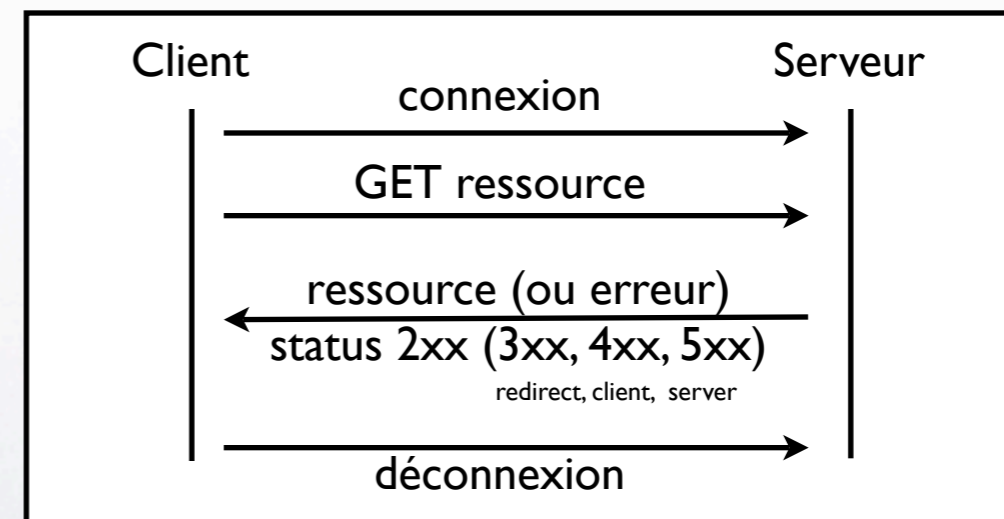 Client
Serveur
connexion
GET ressource
ressource (ou erreur)
status 2xx (3xx, 4xx, 5xx)
redirect, client, server
déconnexion